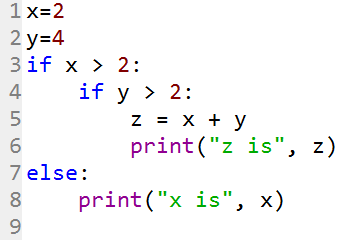 1 x=2
2 y=4
3 if x > 2:
4     if y > 2:
5         z = x + y
6         print("z is", z)
7 else:
8     print("x is", x)
9